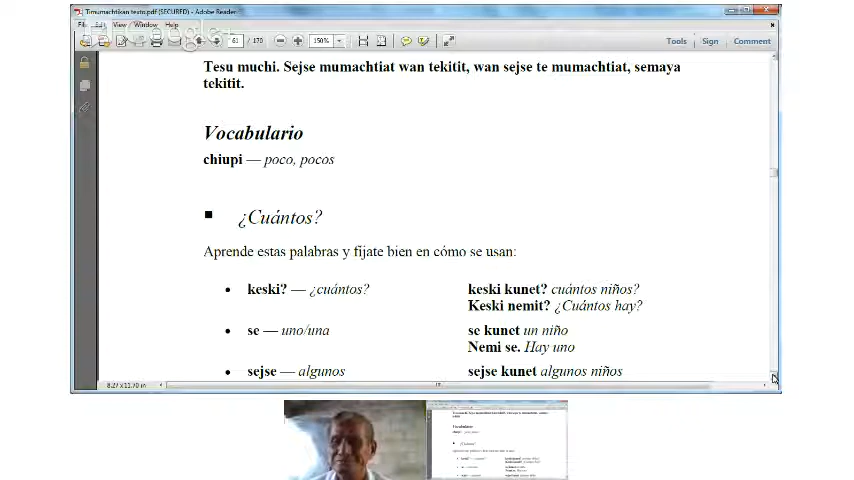 Timumachtikan texto.pdf (SECURED) - Adobe Reader
File Edit View Window Help
61 / 170 150% Tools Sign Comment
Tesu muchi. Sejse mumachtiat wan tekitit, wan sejse te mumachtiat, semaya
tekitit.
Vocabulario
chiupi — poco, pocos
¿Cuántos?
Aprende estas palabras y fíjate bien en cómo se usan:
keski? — ¿cuántos? keski kunet? cuántos niños?
Keski nemit? ¿Cuántos hay?
se — uno/una se kunet un niño
Nemi se. Hay uno
sejse — algunos sejse kunet algunos niños
8.27 x 11.70 in